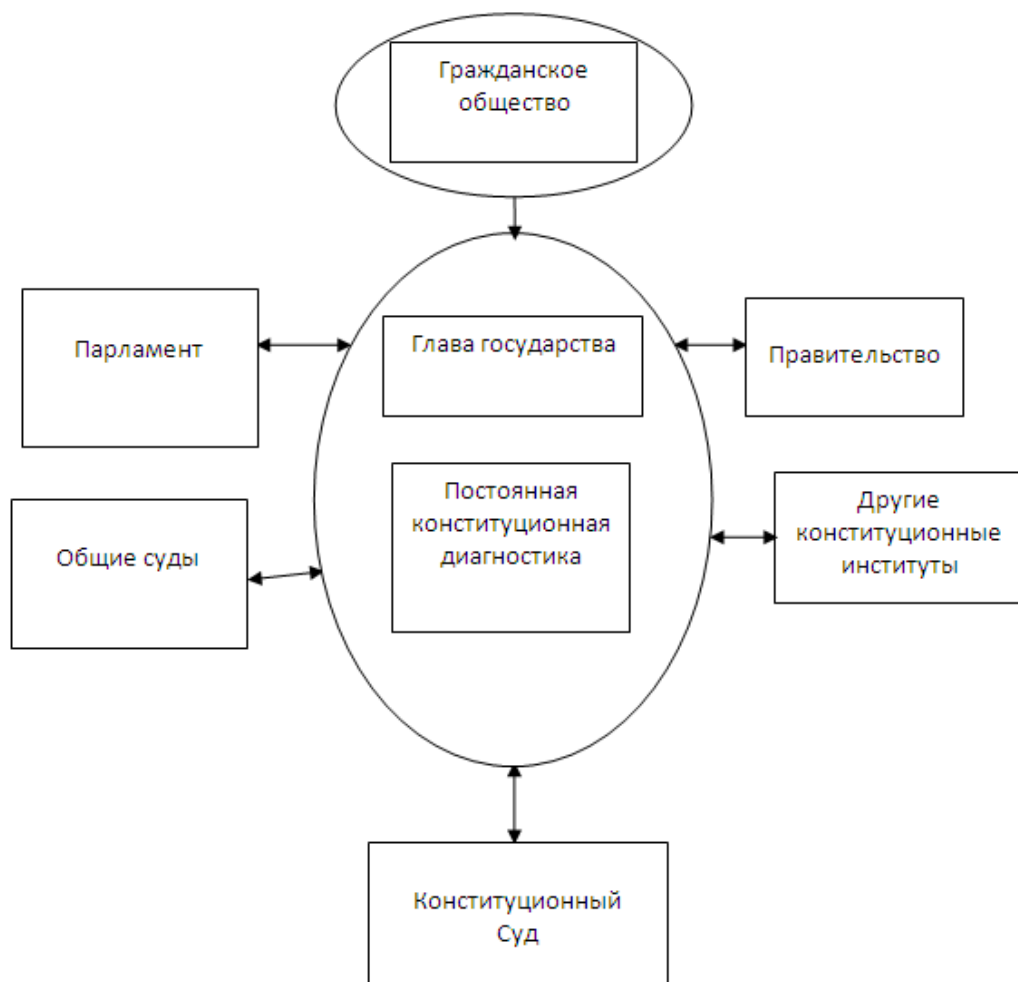 Гражданское
общество
Парламент
Глава государства
Правительство
Постоянная
конституционная
диагностика
Общие суды
Другие
конституционные
институты
Конституционный
Суд